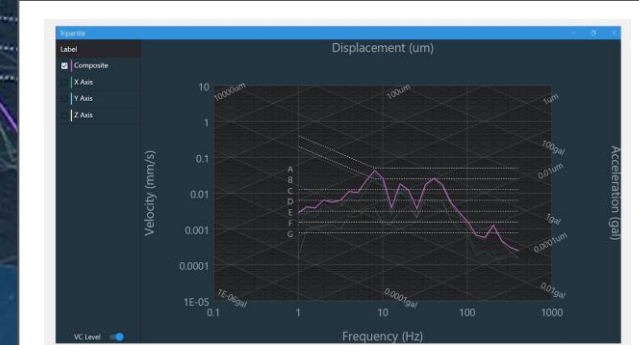 Tripartite
Label
Composite
X Axis
Y Axis
Z Axis
VC Level
Displacement (um)
10000um
100um
1um
100gal
0.01um
1gal
0.0001um
0.01gal
0.0001gal
1E-06gal
Velocity (mm/s)
10
1
0.1
0.01
0.001
0.0001
1E-05
A
B
C
D
E
F
G
Acceleration (gal)
0.1
1
10
100
1000
Frequency (Hz)